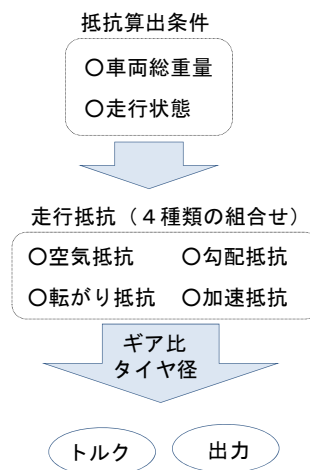 抵抗算出条件
〇車両総重量
〇走行状態
走行抵抗（４種類の組合せ）
〇空気抵抗　〇勾配抵抗
〇転がり抵抗　〇加速抵抗
ギア比
タイヤ径
トルク　出力